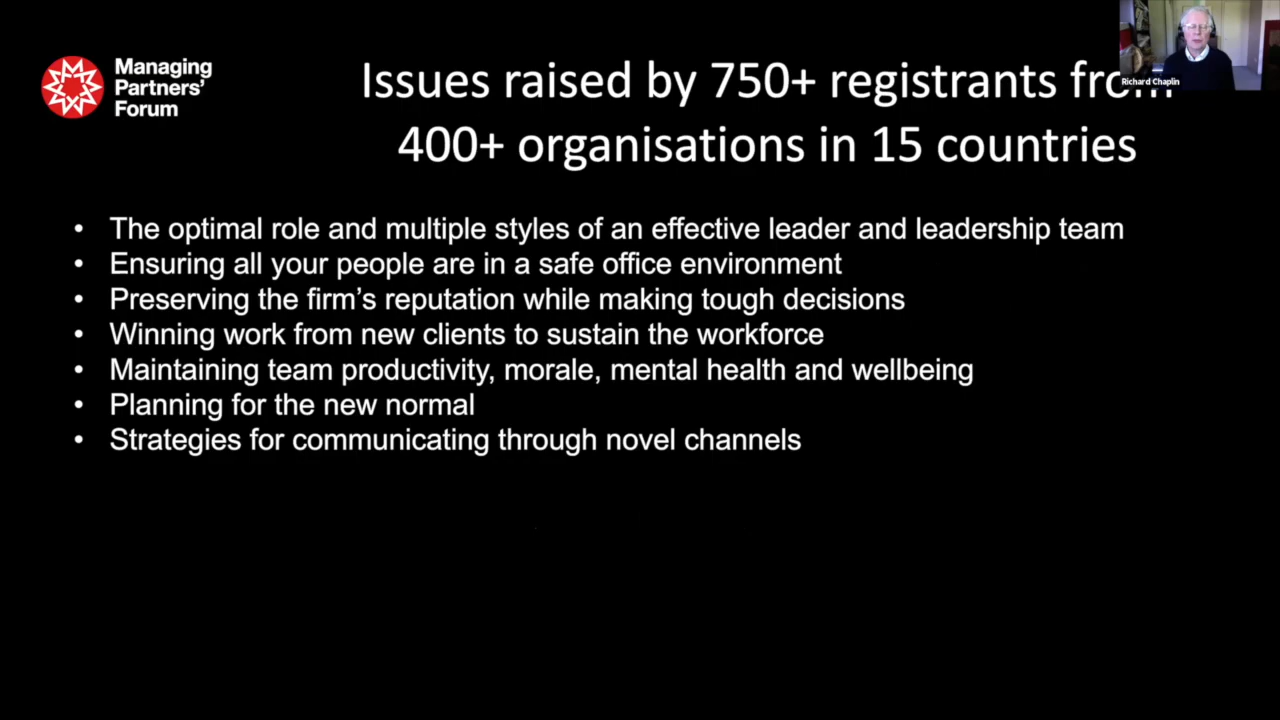 Managing
Partners'
Forum
Issues raised by 750+ registrants from
400+ organisations in 15 countries
Richard Chaplin
• The optimal role and multiple styles of an effective leader and leadership team
• Ensuring all your people are in a safe office environment
• Preserving the firm's reputation while making tough decisions
• Winning work from new clients to sustain the workforce
• Maintaining team productivity, morale, mental health and wellbeing
• Planning for the new normal
• Strategies for communicating through novel channels